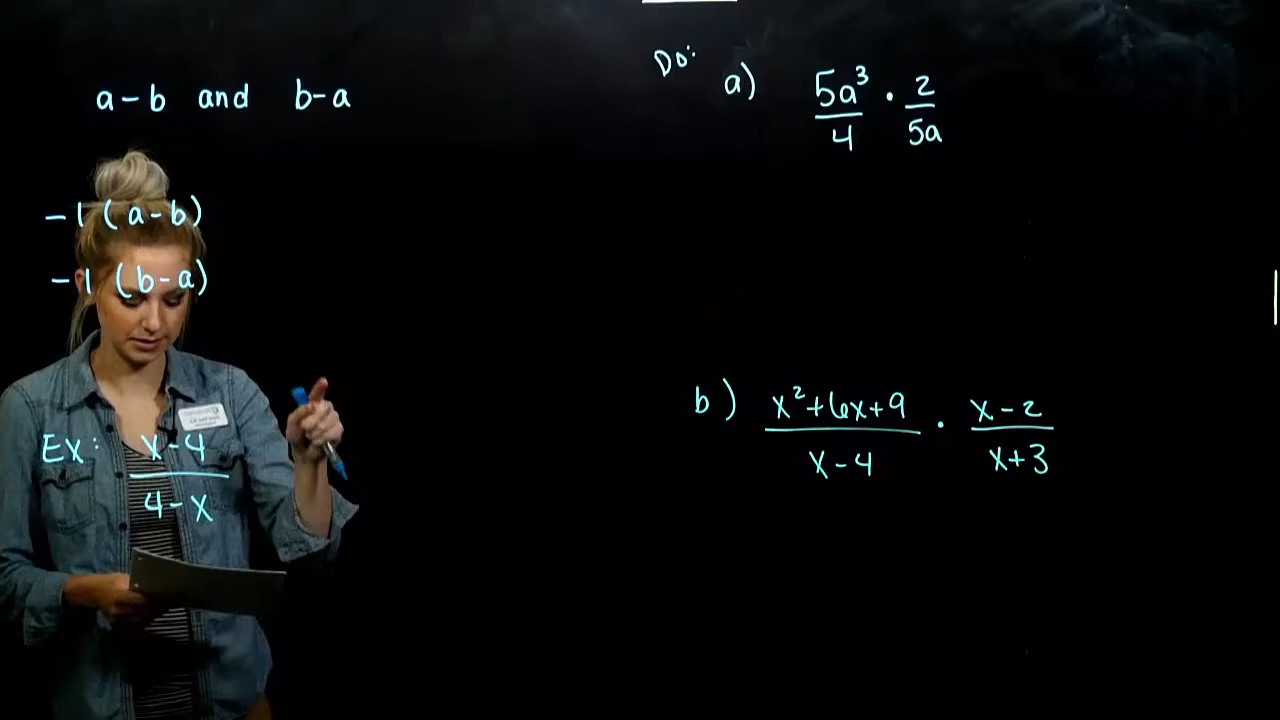 a-b and b-a
-1 (a-b)
-1 (b-a)
Ex: x-4
4-x
Do:
a) 5a³/4 · 2/5a
b) x²+6x+9/x-4 · x-2/x+3